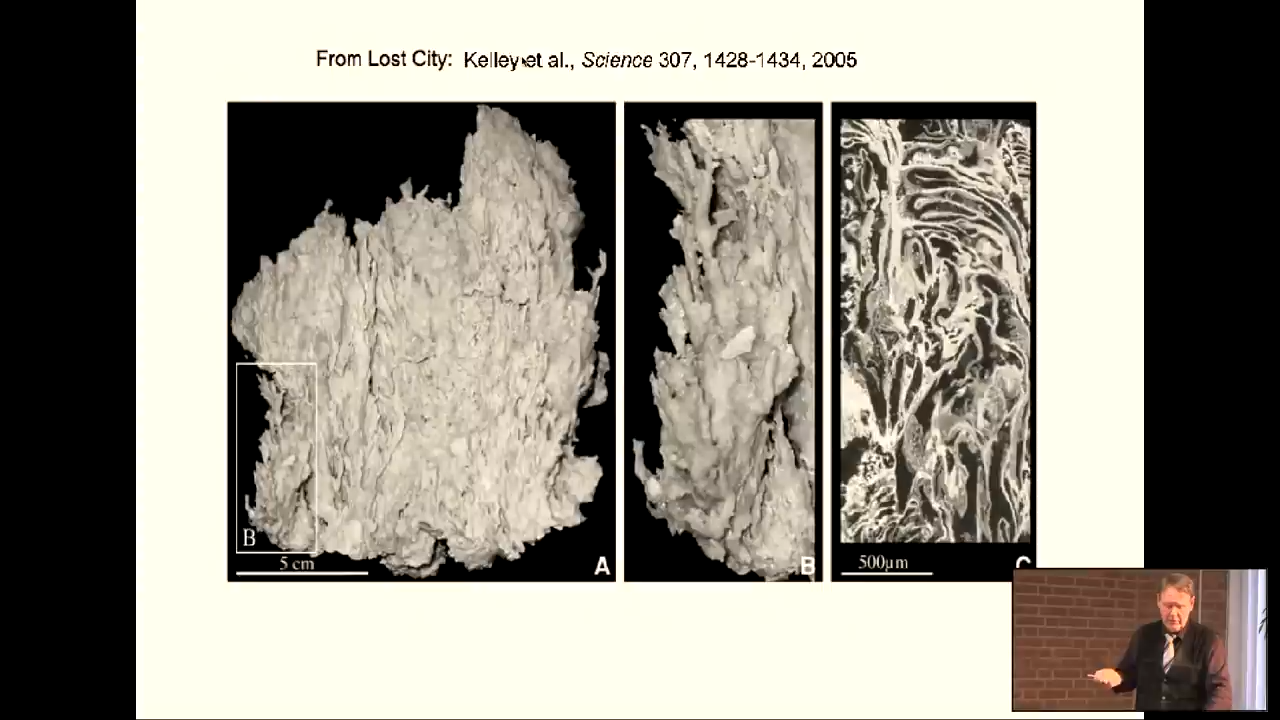 From Lost City: Kelley et al., Science 307, 1428-1434, 2005
B
5 cm
A
B
500µm
C